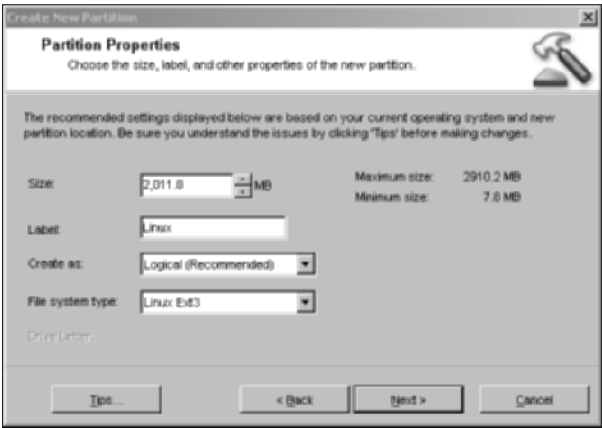 Create New Partition
Partition Properties
Choose the size, label, and other properties of the new partition.
The recommended settings displayed below are based on your current operating system and new
partition location. Be sure you understand the issues by clicking 'Tips' before making changes.
Size: 2,011.8 MB Maximum size: 2910.2 MB
Minimum size: 7.8 MB
Label: Linux
Create as: Logical (Recommended)
File system type: Linux Ext3
Drive Letter:
Tips... < Back Next > Cancel